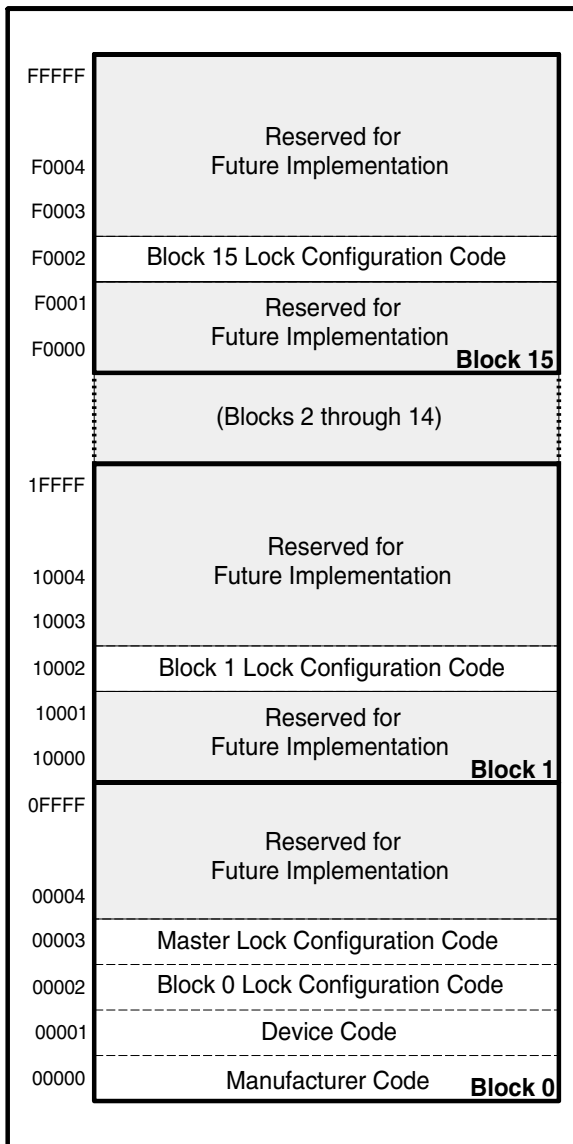 FFFFF
Reserved for
F0004 Future Implementation
F0003
F0002 Block 15 Lock Configuration Code
F0001 Reserved for
Future Implementation
F0000 Block 15
(Blocks 2 through 14)
1FFFF
Reserved for
10004 Future Implementation
10003
10002 Block 1 Lock Configuration Code
10001 Reserved for
Future Implementation
10000 Block 1
0FFFF
Reserved for
Future Implementation
00004
00003 Master Lock Configuration Code
00002 Block 0 Lock Configuration Code
00001 Device Code
00000 Manufacturer Code Block 0